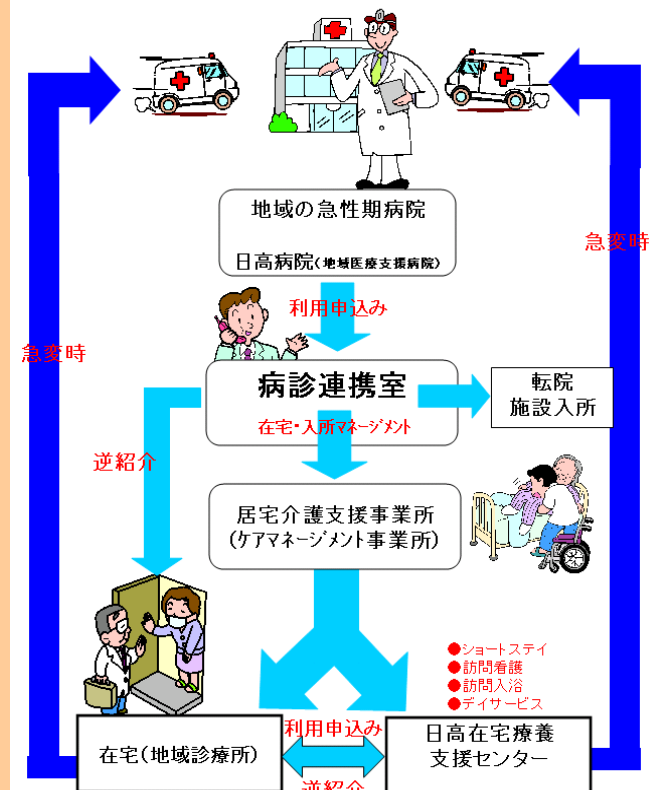 地域の急性期病院
日高病院(地域医療支援病院)
急変時
利用申込み
急変時
病診連携室
在宅・入所マネージメント
転院
施設入所
逆紹介
居宅介護支援事業所
(ケアマネージメント事業所)
●ショートステイ
●訪問看護
●訪問入浴
●デイサービス
利用申込み
在宅(地域診療所)
日高在宅療養
支援センター
逆紹介